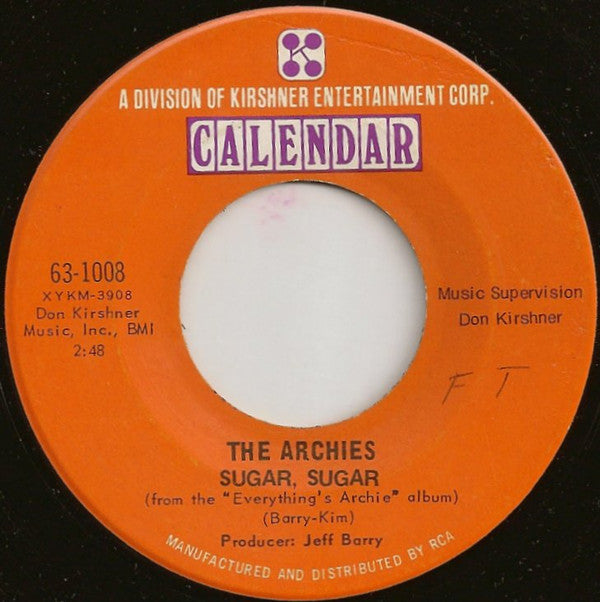 K
A DIVISION OF KIRSHNER ENTERTAINMENT CORP.
CALENDAR
63-1008
XYKM-3908
Don Kirshner
Music, Inc., BMI
2:48
Music Supervision
Don Kirshner
F T
THE ARCHIES
SUGAR, SUGAR
(from the "Everything's Archie" album)
(Barry-Kim)
Producer: Jeff Barry
MANUFACTURED AND DISTRIBUTED BY RCA